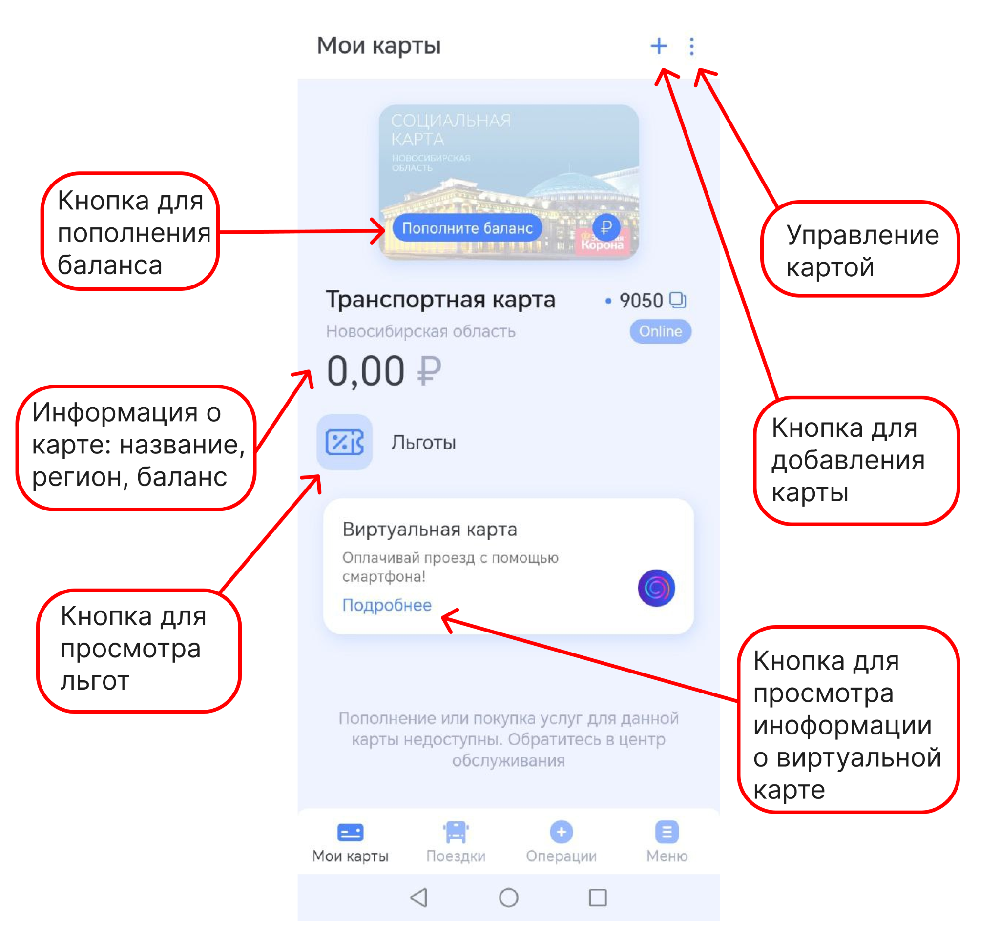 Мои карты
СОЦИАЛЬНАЯ
КАРТА
НОВОСИБИРСКАЯ
ОБЛАСТЬ
Пополните баланс
₽
Корона
Кнопка для
пополнения
баланса
Управление
картой
Транспортная карта
• 9050
Новосибирская область
Online
0,00 ₽
Информация о
карте: название,
регион, баланс
Льготы
Кнопка для
добавления
карты
Виртуальная карта
Оплачивай проезд с помощью
смартфона!
Подробнее
Кнопка для
просмотра
льгот
Кнопка для
просмотра
иноформации
о виртуальной
карте
Пополнение или покупка услуг для данной
карты недоступны. Обратитесь в центр
обслуживания
Мои карты
Поездки
Операции
Меню